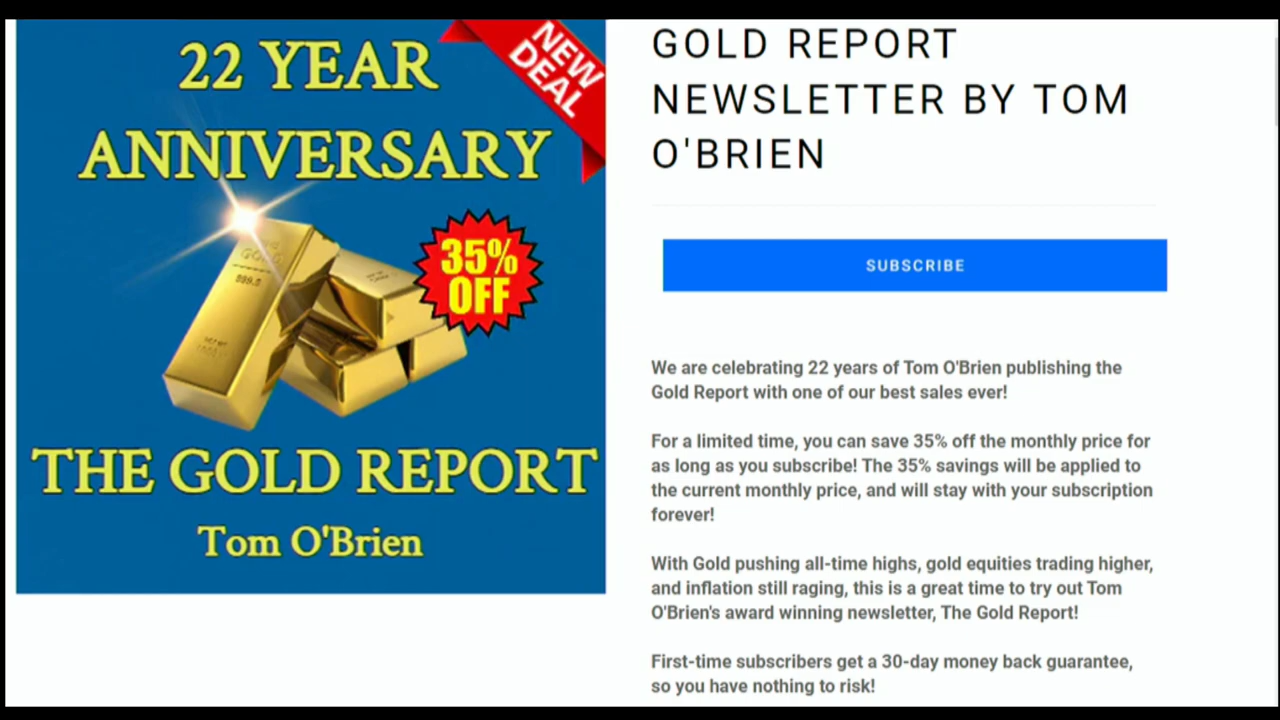 22 YEAR
ANNIVERSARY
NEW
DEAL
GOLD
999.9
35%
OFF
THE GOLD REPORT
Tom O'Brien
GOLD REPORT
NEWSLETTER BY TOM
O'BRIEN
SUBSCRIBE
We are celebrating 22 years of Tom O'Brien publishing the
Gold Report with one of our best sales ever!
For a limited time, you can save 35% off the monthly price for
as long as you subscribe! The 35% savings will be applied to
the current monthly price, and will stay with your subscription
forever!
With Gold pushing all-time highs, gold equities trading higher,
and inflation still raging, this is a great time to try out Tom
O'Brien's award winning newsletter, The Gold Report!
First-time subscribers get a 30-day money back guarantee,
so you have nothing to risk!